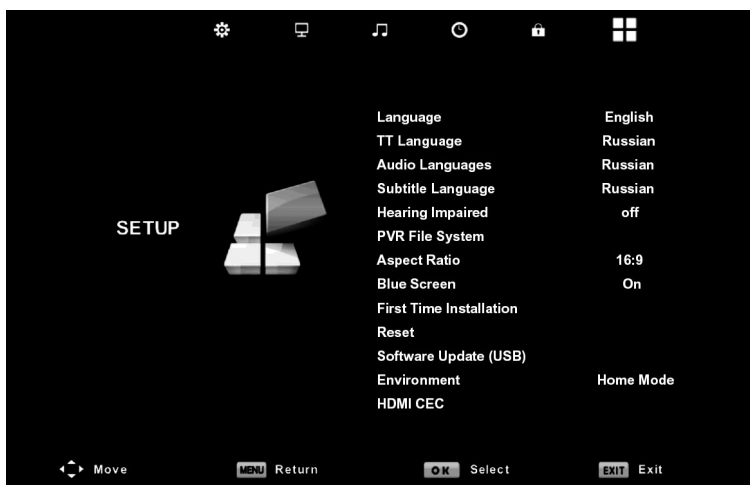 SETUP
Language English
TT Language Russian
Audio Languages Russian
Subtitle Language Russian
Hearing Impaired off
PVR File System
Aspect Ratio 16:9
Blue Screen On
First Time Installation
Reset
Software Update (USB)
Environment Home Mode
HDMI CEC
Move MENU Return OK Select EXIT Exit